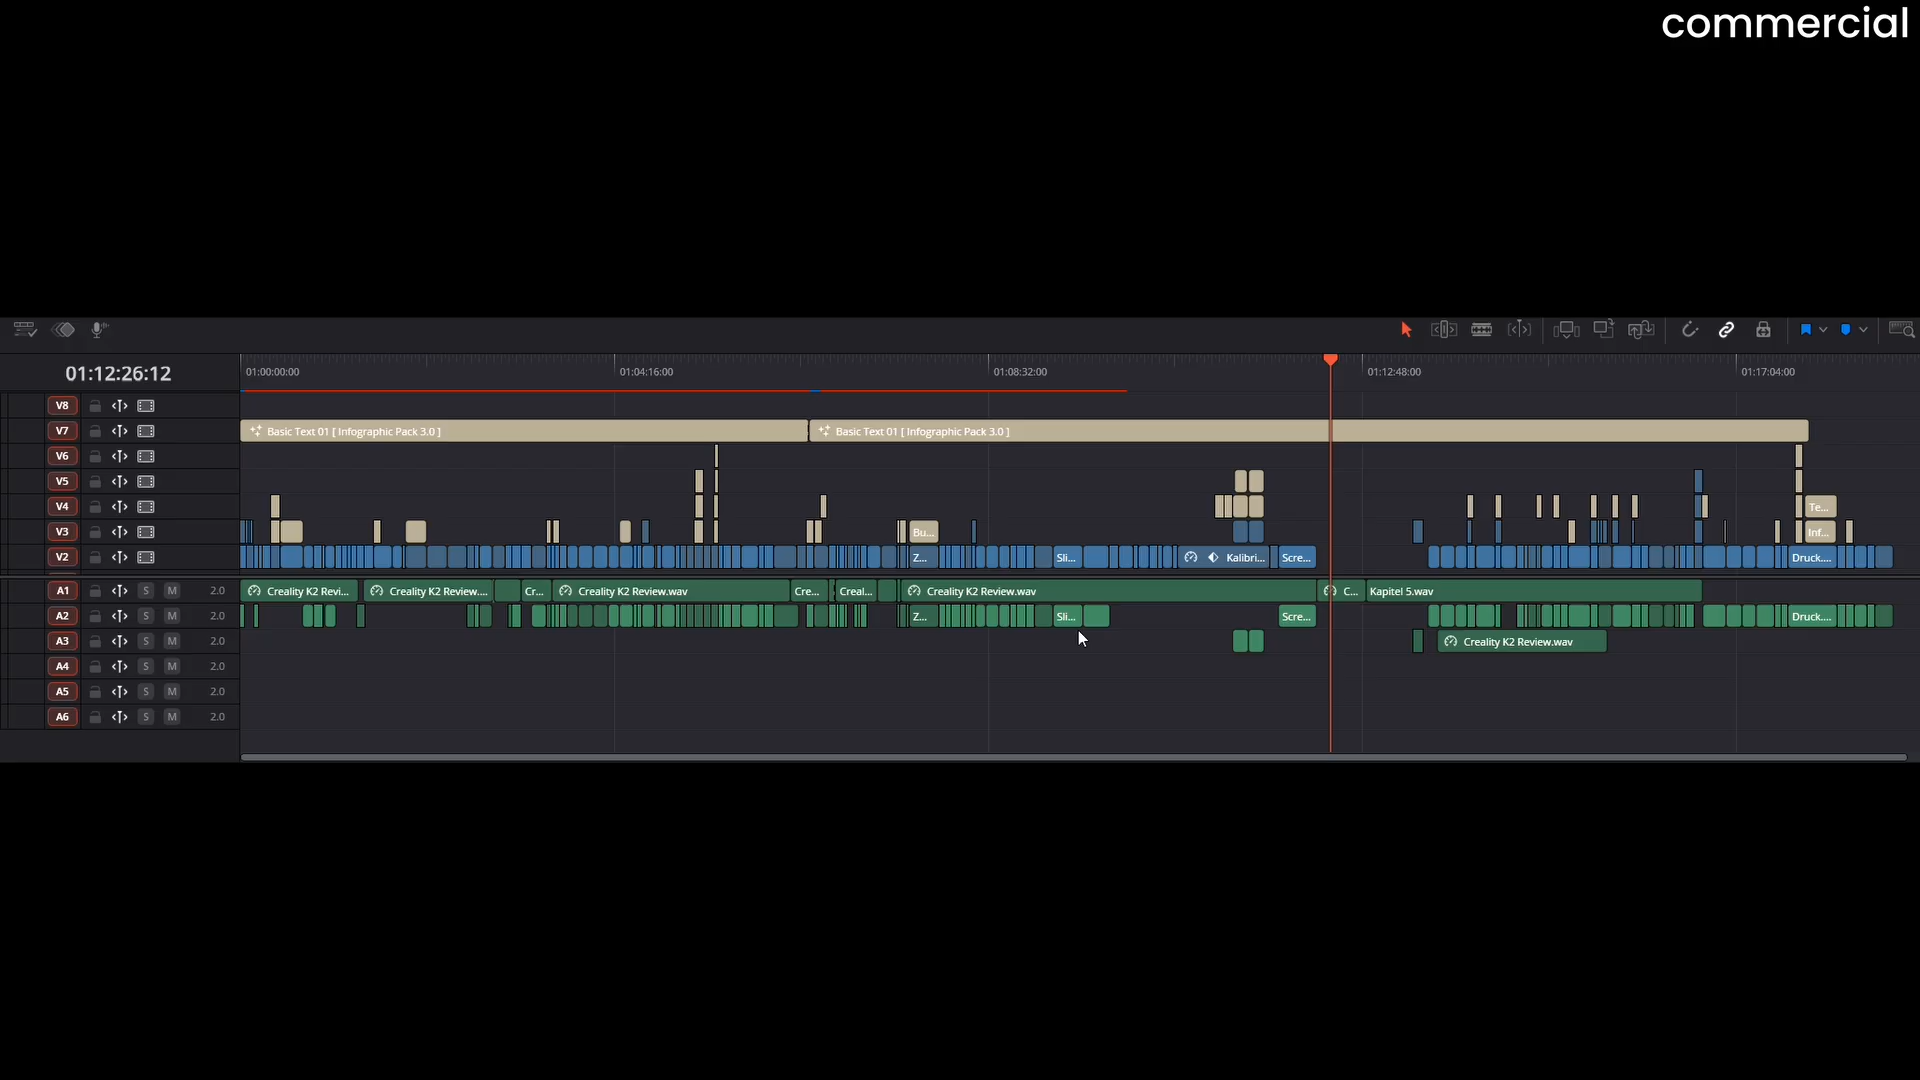 commercial
01:12:26:12
01:00:00:00
01:04:16:00
01:08:32:00
01:12:48:00
01:17:04:00
V8
V7
Basic Text 01 [ Infographic Pack 3.0 ]
Basic Text 01 [ Infographic Pack 3.0 ]
V6
V5
V4
Te...
V3
Bu...
Inf...
V2
Z...
Sli...
Kalibri...
Scre...
Druck....
A1
S
M
2.0
Creality K2 Revi...
Creality K2 Review....
Cr...
Creality K2 Review.wav
Cre...
Creal...
Creality K2 Review.wav
C...
Kapitel 5.wav
A2
S
M
2.0
Z...
Sli...
Scre...
Druck....
A3
S
M
2.0
Creality K2 Review.wav
A4
S
M
2.0
A5
S
M
2.0
A6
S
M
2.0